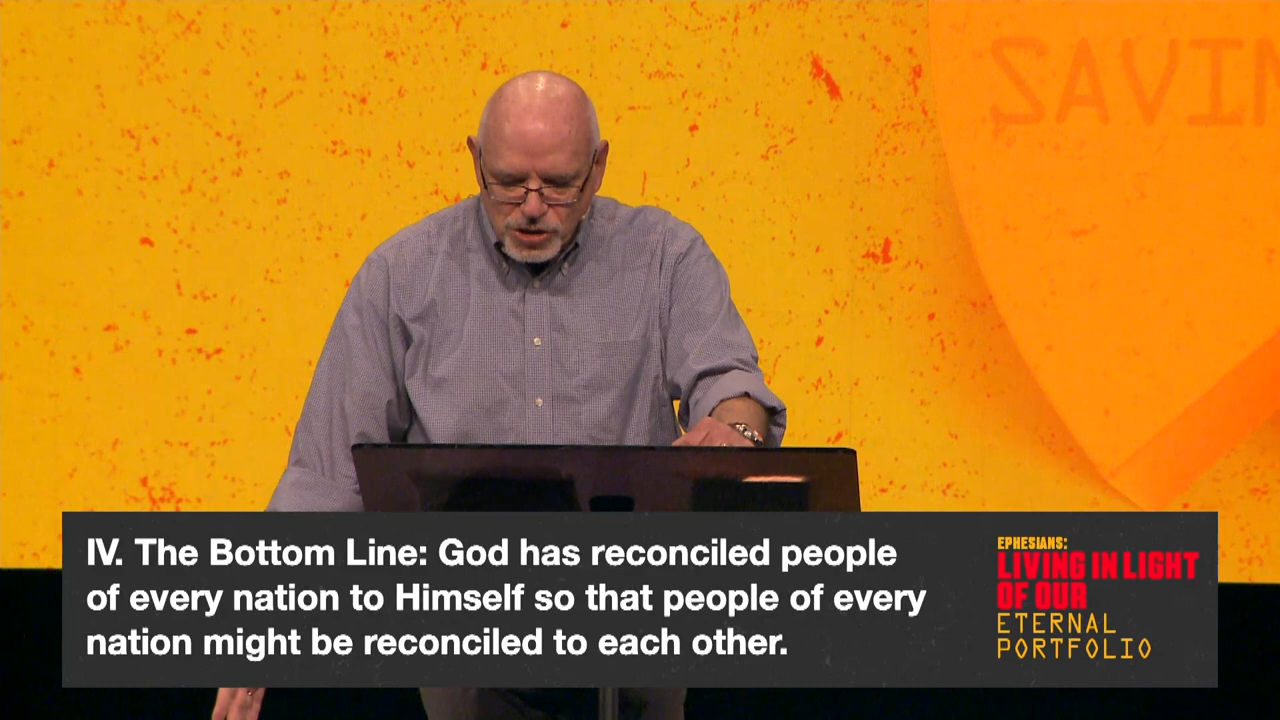 SAVIN
IV. The Bottom Line: God has reconciled people
of every nation to Himself so that people of every
nation might be reconciled to each other.
EPHESIANS:
LIVING IN LIGHT
OF OUR
ETERNAL
PORTFOLIO